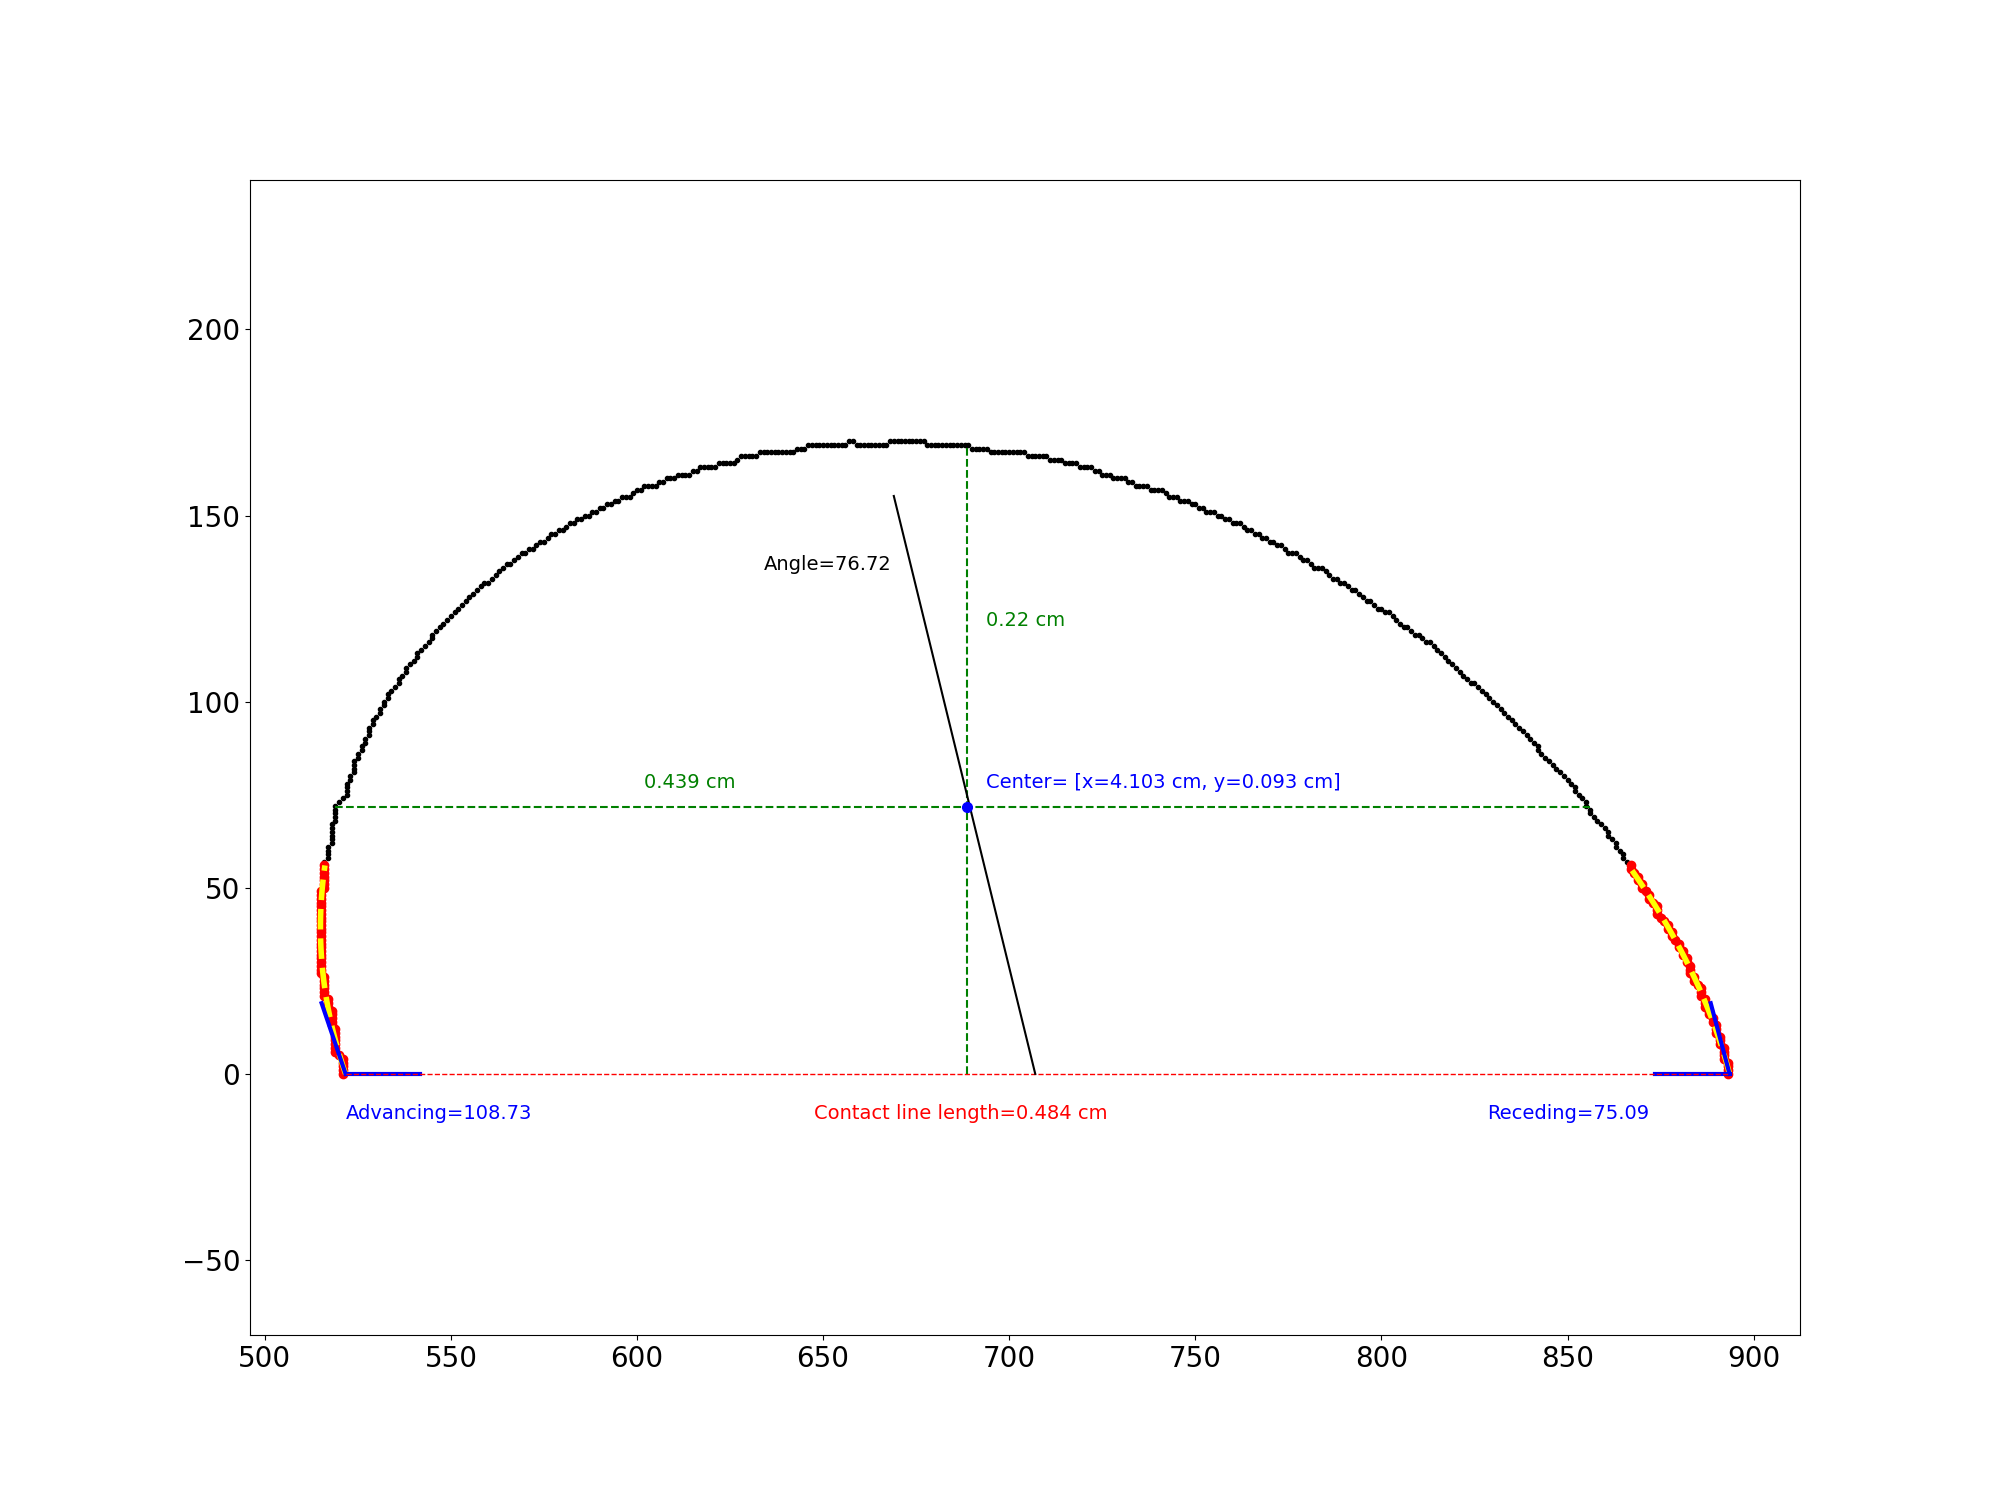 200
150
Angle=76.72
0.22 cm
100
0.439 cm
Center= [x=4.103 cm, y=0.093 cm]
50
0
Advancing=108.73
Contact line length=0.484 cm
Receding=75.09
−50
500 550 600 650 700 750 800 850 900